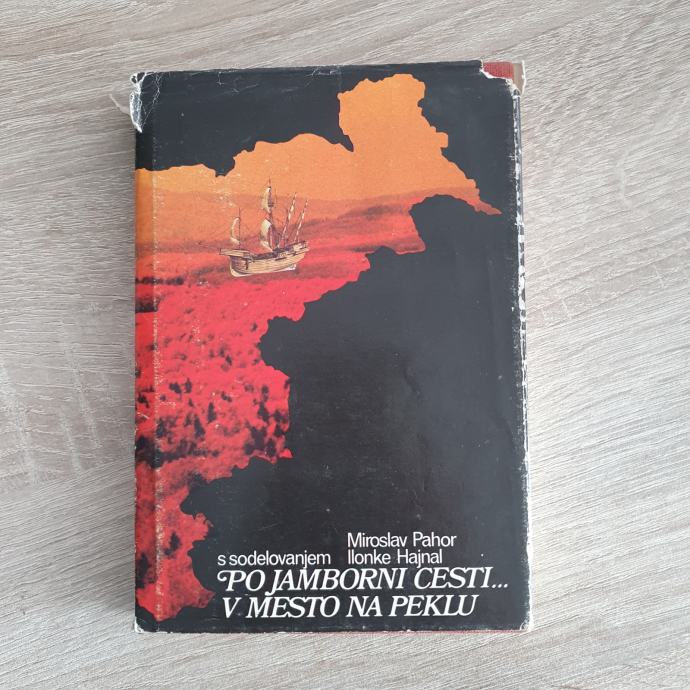 Miroslav Pahor
s sodelovanjem Ilonke Hajnal
PO JAMBORNI CESTI...
V MESTO NA PEKLU